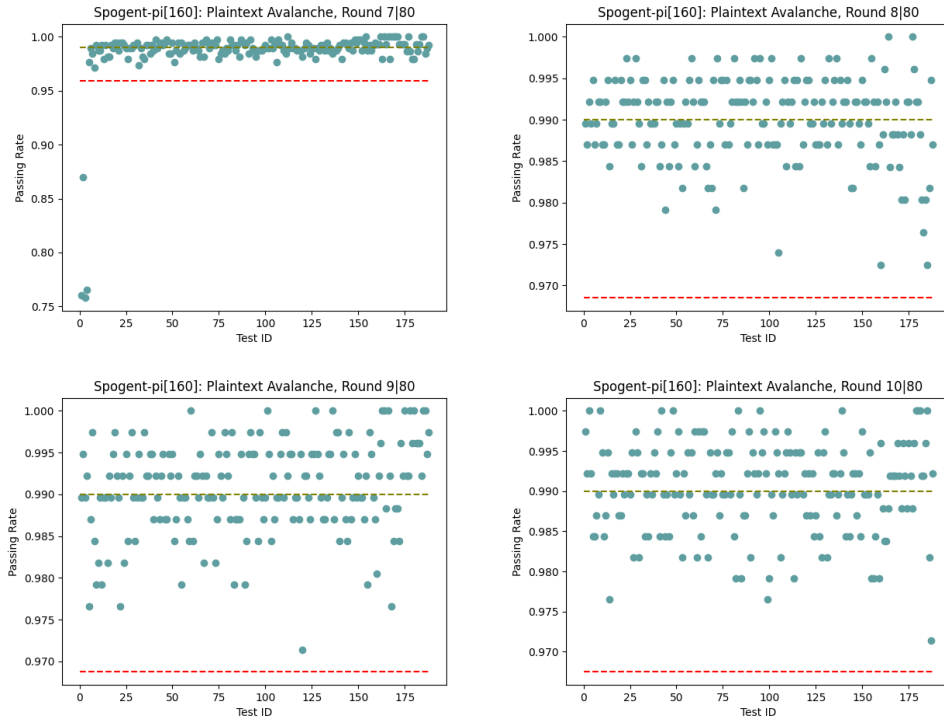 Spogent-pi[160]: Plaintext Avalanche, Round 7|80
1.00
0.95
0.90
0.85
0.80
0.75
Passing Rate
0 25 50 75 100 125 150 175
Test ID
Spogent-pi[160]: Plaintext Avalanche, Round 8|80
1.000
0.995
0.990
0.985
0.980
0.975
0.970
Passing Rate
0 25 50 75 100 125 150 175
Test ID
Spogent-pi[160]: Plaintext Avalanche, Round 9|80
1.000
0.995
0.990
0.985
0.980
0.975
0.970
Passing Rate
0 25 50 75 100 125 150 175
Test ID
Spogent-pi[160]: Plaintext Avalanche, Round 10|80
1.000
0.995
0.990
0.985
0.980
0.975
0.970
Passing Rate
0 25 50 75 100 125 150 175
Test ID